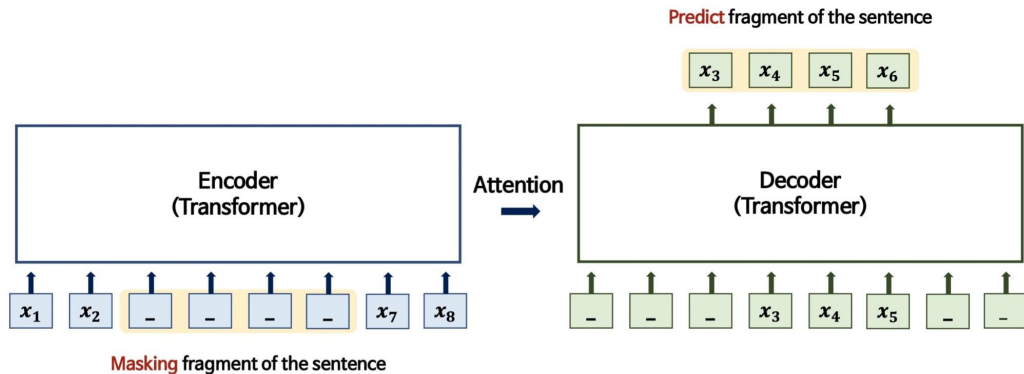 Predict fragment of the sentence
x₃ x₄ x₅ x₆
Encoder
(Transformer)
Attention
Decoder
(Transformer)
x₁ x₂ _ _ _ _ x₇ x₈
_ _ _ x₃ x₄ x₅ _ _
Masking fragment of the sentence